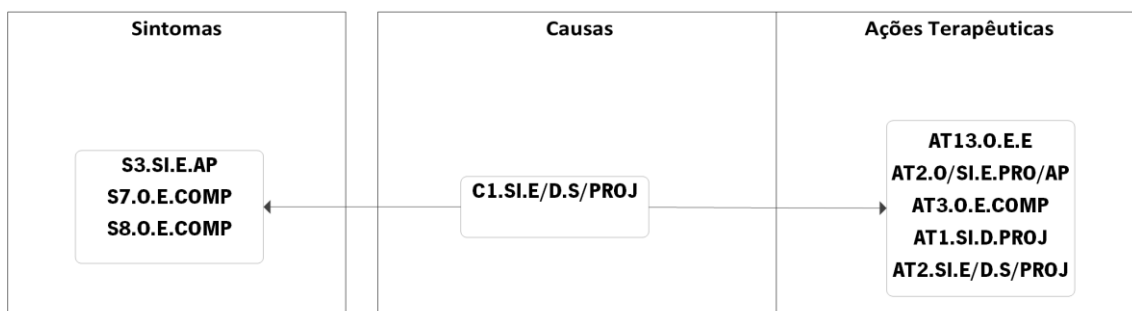 Sintomas
Causas
Ações Terapêuticas
S3.SI.E.AP
S7.O.E.COMP
S8.O.E.COMP
C1.SI.E/D.S/PROJ
AT13.O.E.E
AT2.O/SI.E.PRO/AP
AT3.O.E.COMP
AT1.SI.D.PROJ
AT2.SI.E/D.S/PROJ